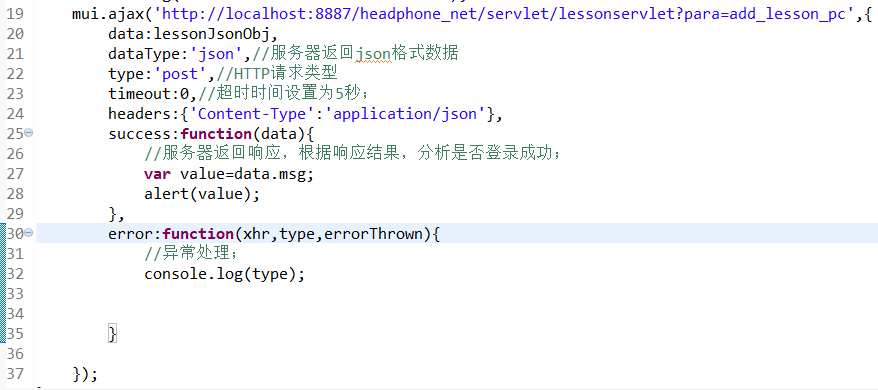 19 mui.ajax('http://localhost:8887/headphone_net/servlet/lessonservlet?para=add_lesson_pc',{
20 data:lessonJsonObj,
21 dataType:'json',//服务器返回json格式数据
22 type:'post',//HTTP请求类型
23 timeout:0,//超时时间设置为5秒;
24 headers:{'Content-Type':'application/json'},
25 success:function(data){
26 //服务器返回响应，根据响应结果，分析是否登录成功;
27 var value=data.msg;
28 alert(value);
29 },
30 error:function(xhr,type,errorThrown){
31 //异常处理;
32 console.log(type);
33
34
35 }
36
37 });